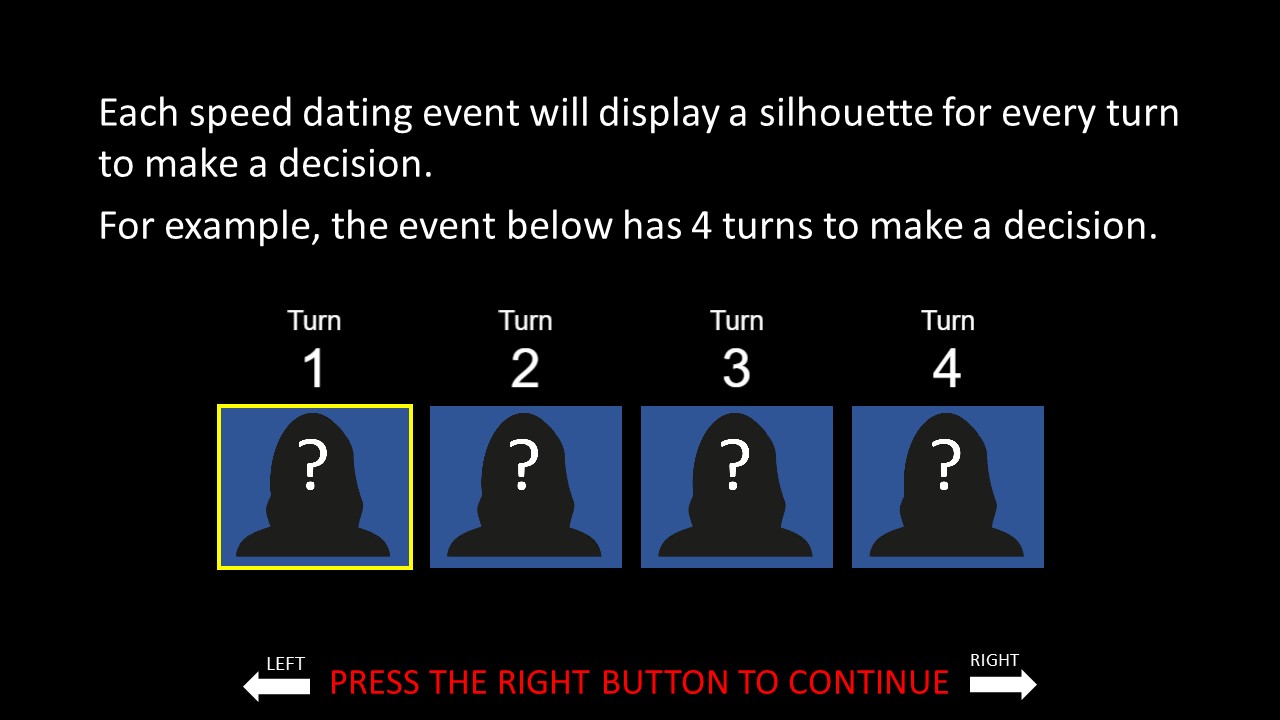 Each speed dating event will display a silhouette for every turn
to make a decision.
For example, the event below has 4 turns to make a decision.
Turn Turn Turn Turn
1 2 3 4
? ? ? ?
LEFT RIGHT
PRESS THE RIGHT BUTTON TO CONTINUE